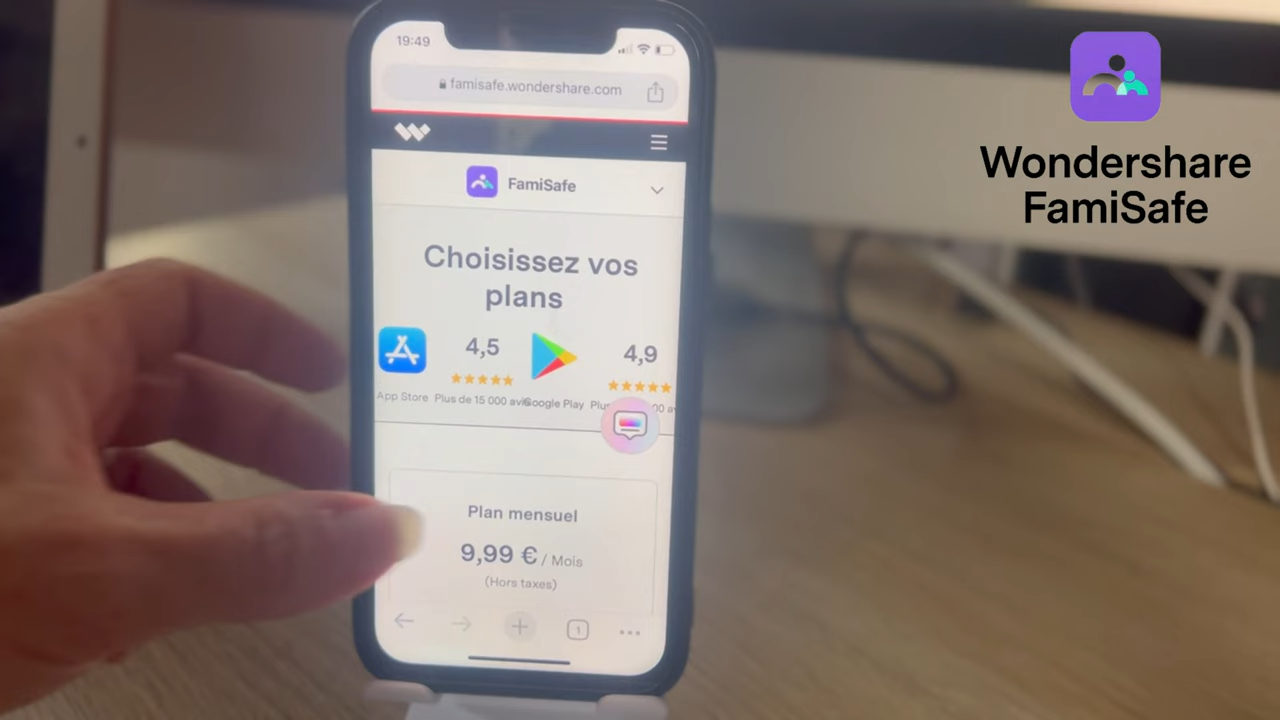 19:49
famisafe.wondershare.com
FamiSafe
Choisissez vos
plans
4,5
4,9
App Store
Plus de 15 000 avis
Google Play
Plan mensuel
9,99 € / Mois
(Hors taxes)
1
Wondershare
FamiSafe